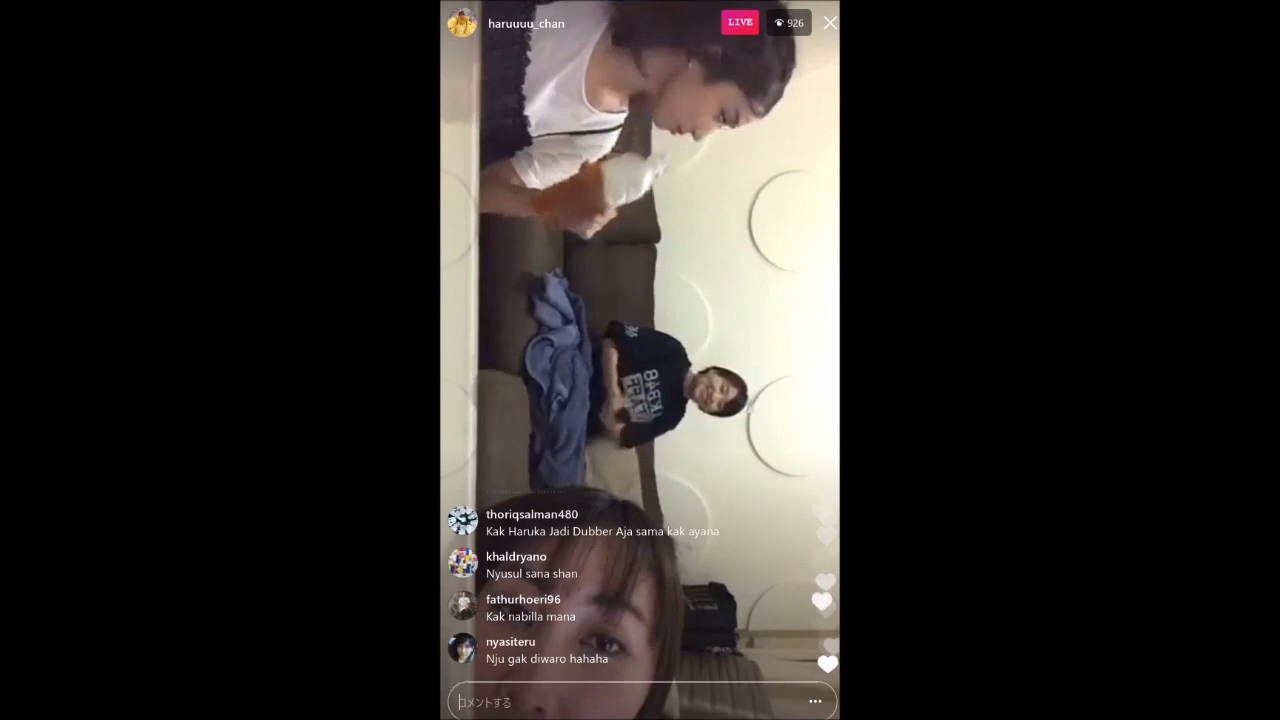 haruuuu_chan
LIVE
926
thoriqsalman480
Kak Haruka Jadi Dubber Aja sama kak ayana
khaldryano
Nyusul sana shan
fathurhoeri96
Kak nabilla mana
nyasiteru
Nju gak diwaro hahaha
コメントする